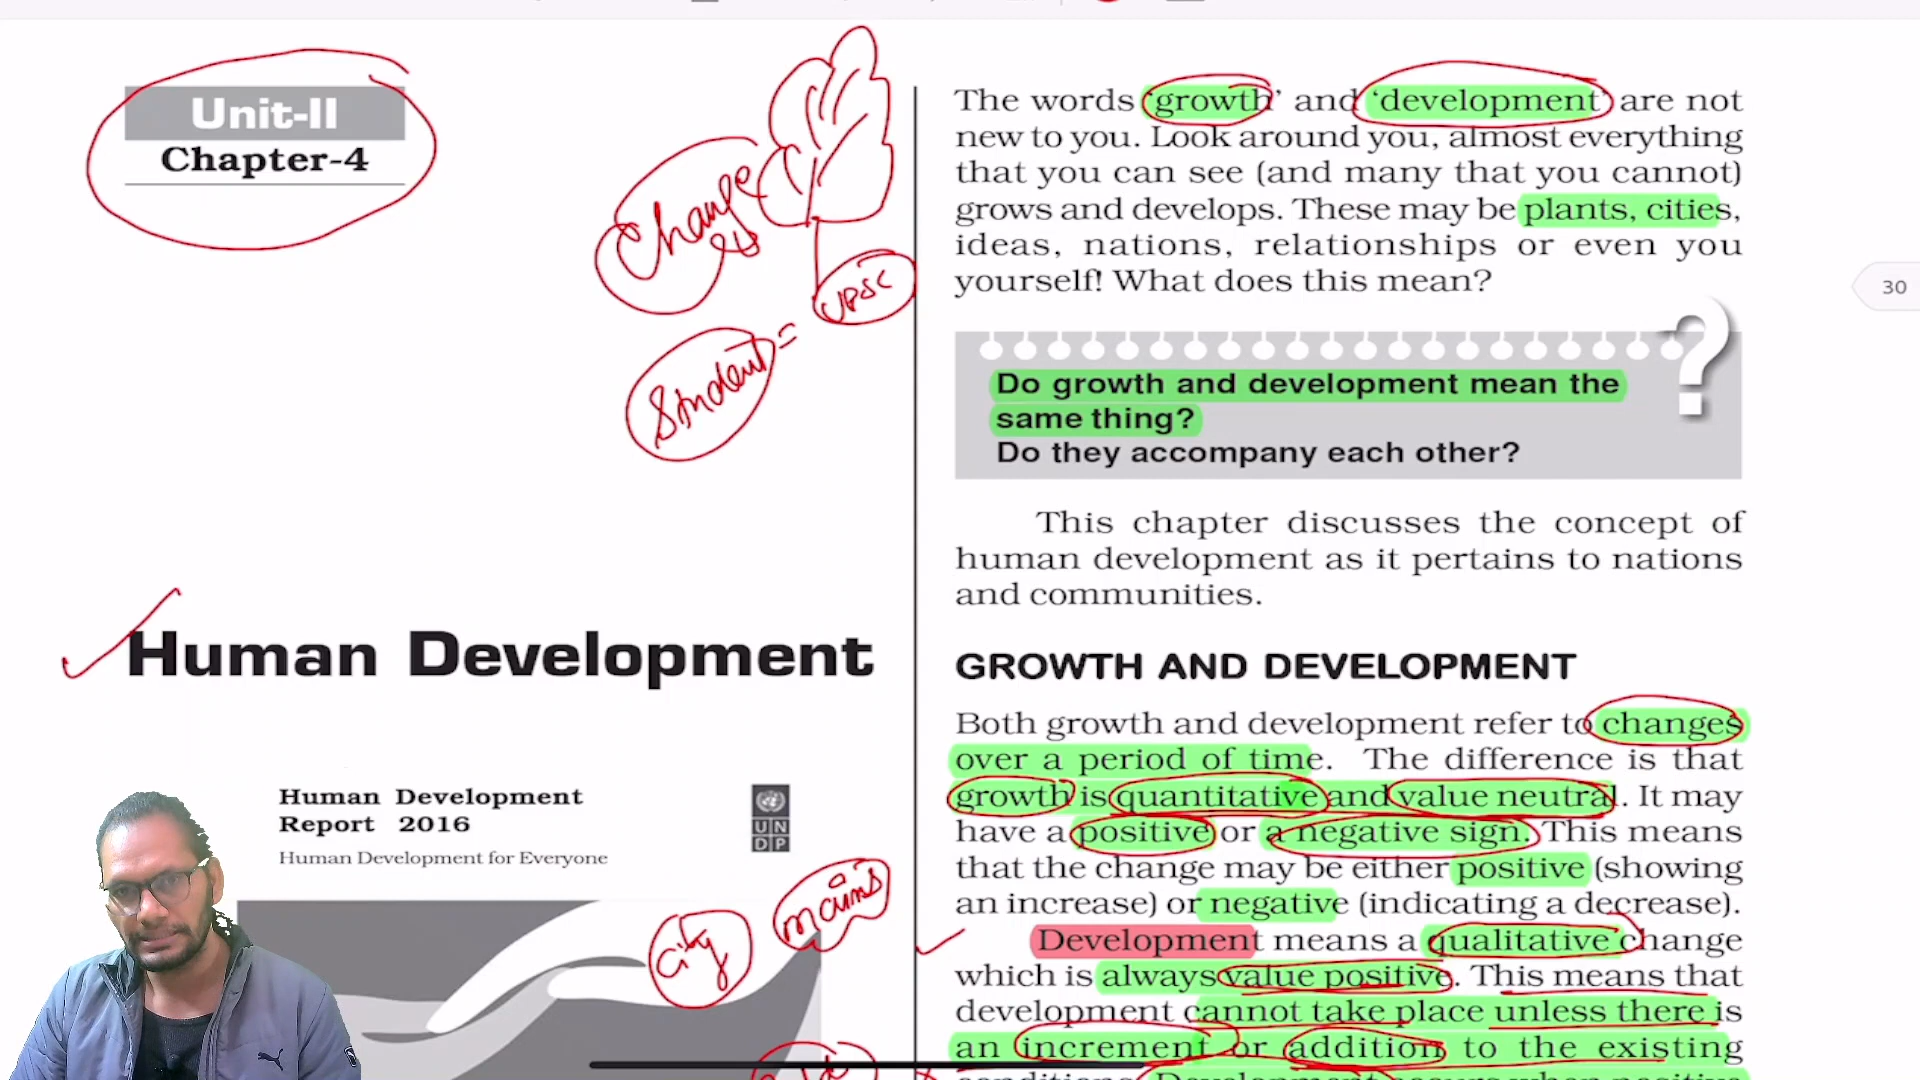 Unit-II
Chapter-4
Changes
UPSC
Student =
Human Development
Human Development
Report 2016
Human Development for Everyone
UN
DP
city
mains
The words ‘growth’ and ‘development’ are not
new to you. Look around you, almost everything
that you can see (and many that you cannot)
grows and develops. These may be plants, cities,
ideas, nations, relationships or even you
yourself! What does this mean?
30
?
Do growth and development mean the
same thing?
Do they accompany each other?
This chapter discusses the concept of
human development as it pertains to nations
and communities.
GROWTH AND DEVELOPMENT
Both growth and development refer to changes
over a period of time. The difference is that
growth is quantitative and value neutral. It may
have a positive or a negative sign. This means
that the change may be either positive (showing
an increase) or negative (indicating a decrease).
Development means a qualitative change
which is always value positive. This means that
development cannot take place unless there is
an increment or addition to the existing
conditions. Development occurs when positive